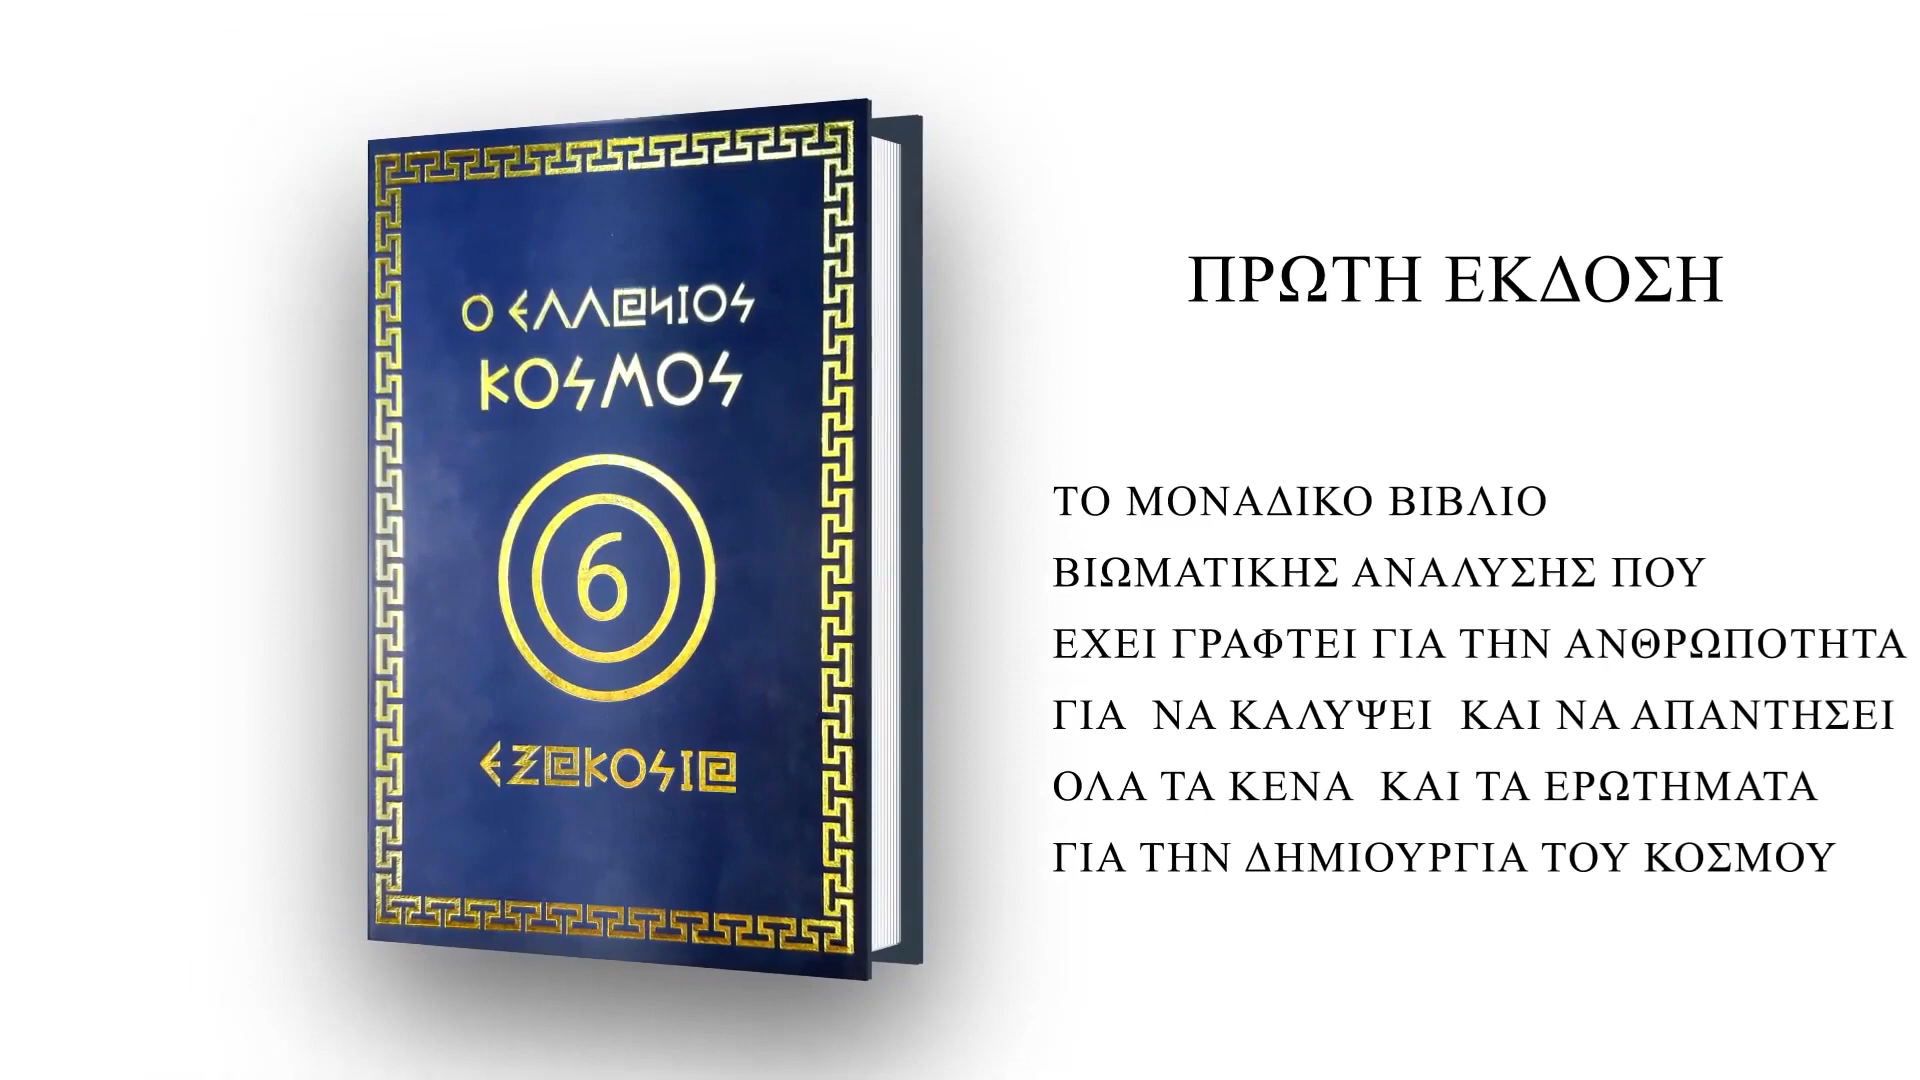 Ο ΕΛΛΗΝΙΟΣ
ΚΟΣΜΟΣ
6
ΕΞΑΚΟΣΙΑ
ΠΡΩΤΗ ΕΚΔΟΣΗ
ΤΟ ΜΟΝΑΔΙΚΟ ΒΙΒΛΙΟ
ΒΙΩΜΑΤΙΚΗΣ ΑΝΑΛΥΣΗΣ ΠΟΥ
ΕΧΕΙ ΓΡΑΦΤΕΙ ΓΙΑ ΤΗΝ ΑΝΘΡΩΠΟΤΗΤΑ
ΓΙΑ ΝΑ ΚΑΛΥΨΕΙ ΚΑΙ ΝΑ ΑΠΑΝΤΗΣΕΙ
ΟΛΑ ΤΑ ΚΕΝΑ ΚΑΙ ΤΑ ΕΡΩΤΗΜΑΤΑ
ΓΙΑ ΤΗΝ ΔΗΜΙΟΥΡΓΙΑ ΤΟΥ ΚΟΣΜΟΥ